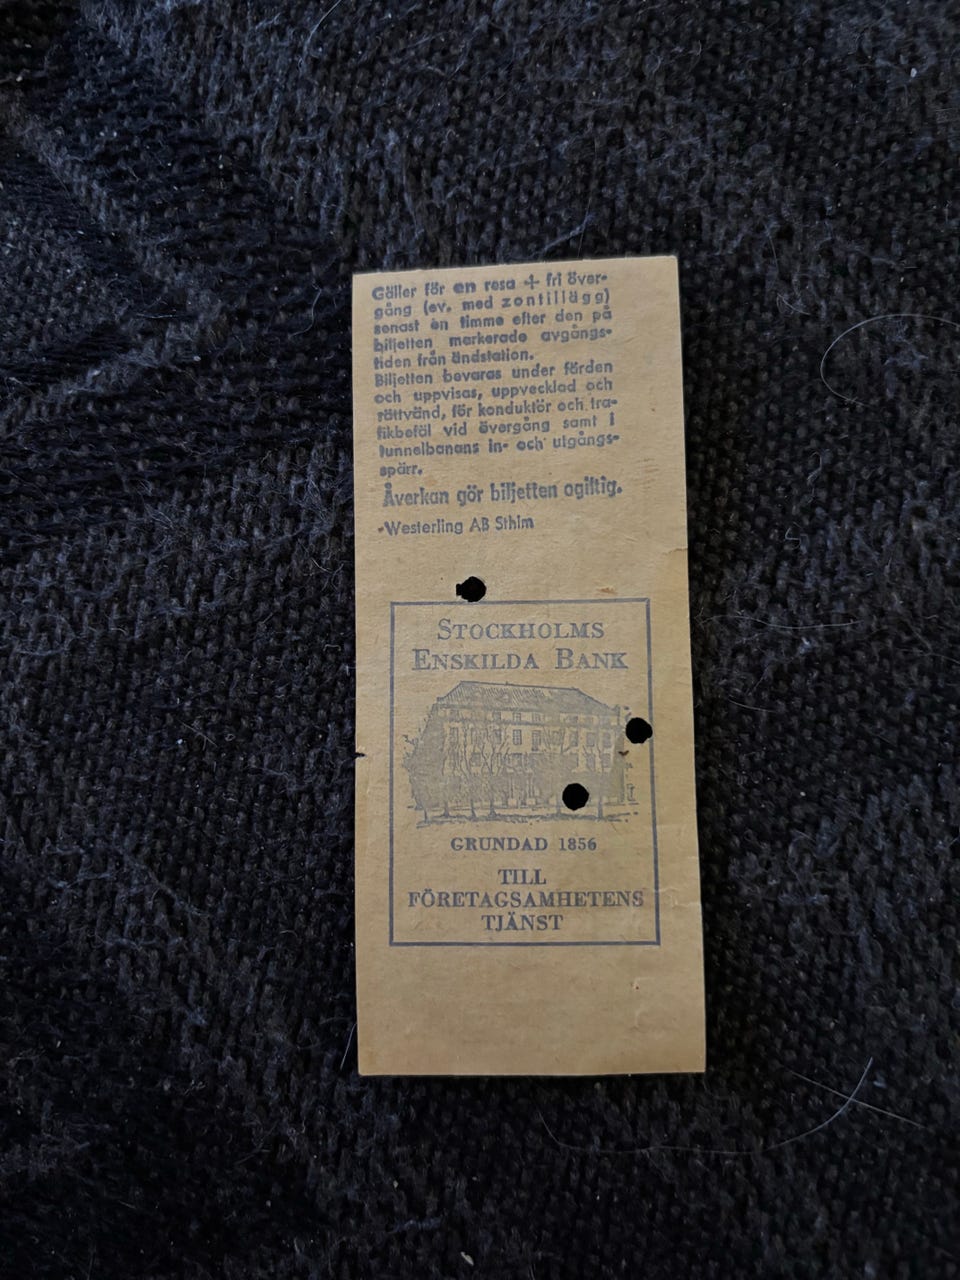 Gäller för en resa + fri över-
gång (ev. med zontillägg)
senast en timme efter den på
biljetten markerade avgångs-
tiden från ändstation.
Biljetten bevaras under färden
och uppvisas, uppvecklad och
rättvänd, för konduktör och tra-
fikbefäl vid övergång samt i
tunnelbanans in- och utgångs-
spärr.
Åverkan gör biljetten ogiltig.
Westerling AB Sthlm
STOCKHOLMS
ENSKILDA BANK
GRUNDAD 1856
TILL
FÖRETAGSAMHETENS
TJÄNST